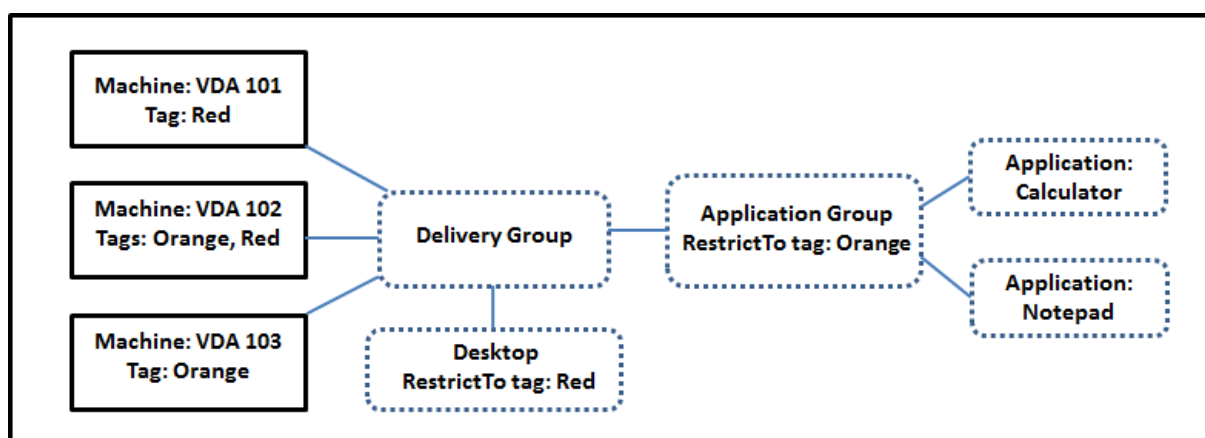 Machine: VDA 101
Tag: Red
Machine: VDA 102
Tags: Orange, Red
Machine: VDA 103
Tag: Orange
Delivery Group
Desktop
RestrictTo tag: Red
Application Group
RestrictTo tag: Orange
Application:
Calculator
Application:
Notepad